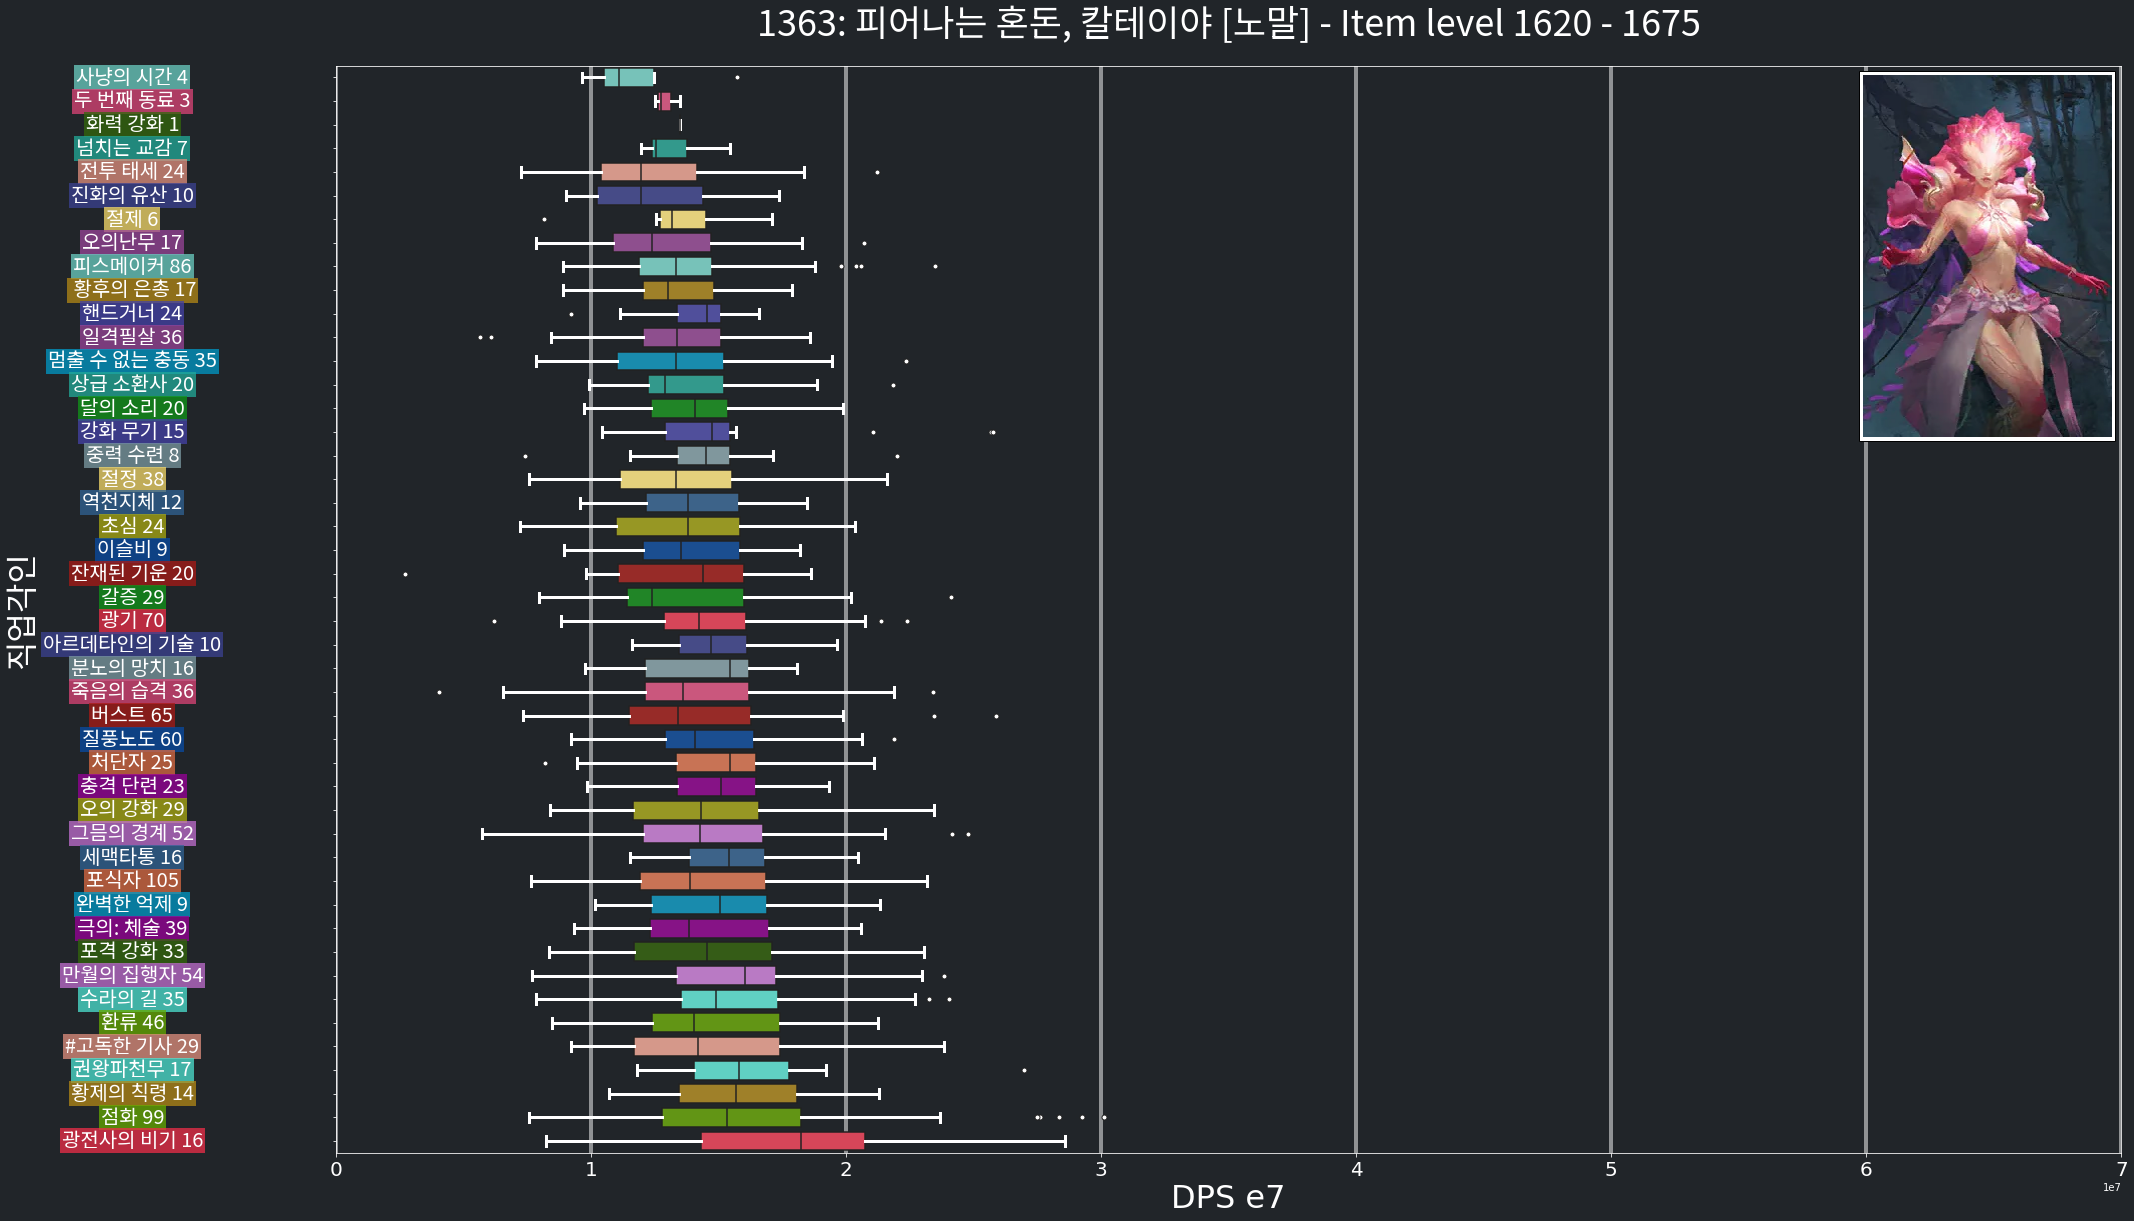 1363: 피어나는 혼돈, 칼테이야 [노말] - Item level 1620 - 1675
직업각인
사냥의 시간 4
두 번째 동료 3
화력 강화 1
넘치는 교감 7
전투 태세 24
진화의 유산 10
절제 6
오의난무 17
피스메이커 86
황후의 은총 17
핸드거너 24
일격필살 36
멈출 수 없는 충동 35
상급 소환사 20
달의 소리 20
강화 무기 15
중력 수련 8
절정 38
역천지체 12
초심 24
이슬비 9
잔재된 기운 20
갈증 29
광기 70
아르데타인의 기술 10
분노의 망치 16
죽음의 습격 36
버스트 65
질풍노도 60
처단자 25
충격 단련 23
오의 강화 29
그믐의 경계 52
세맥타통 16
포식자 105
완벽한 억제 9
극의: 체술 39
포격 강화 33
만월의 집행자 54
수라의 길 35
환류 46
#고독한 기사 29
권왕파천무 17
황제의 칙령 14
점화 99
광전사의 비기 16
0 1 2 3 4 5 6 7
1e7
DPS e7